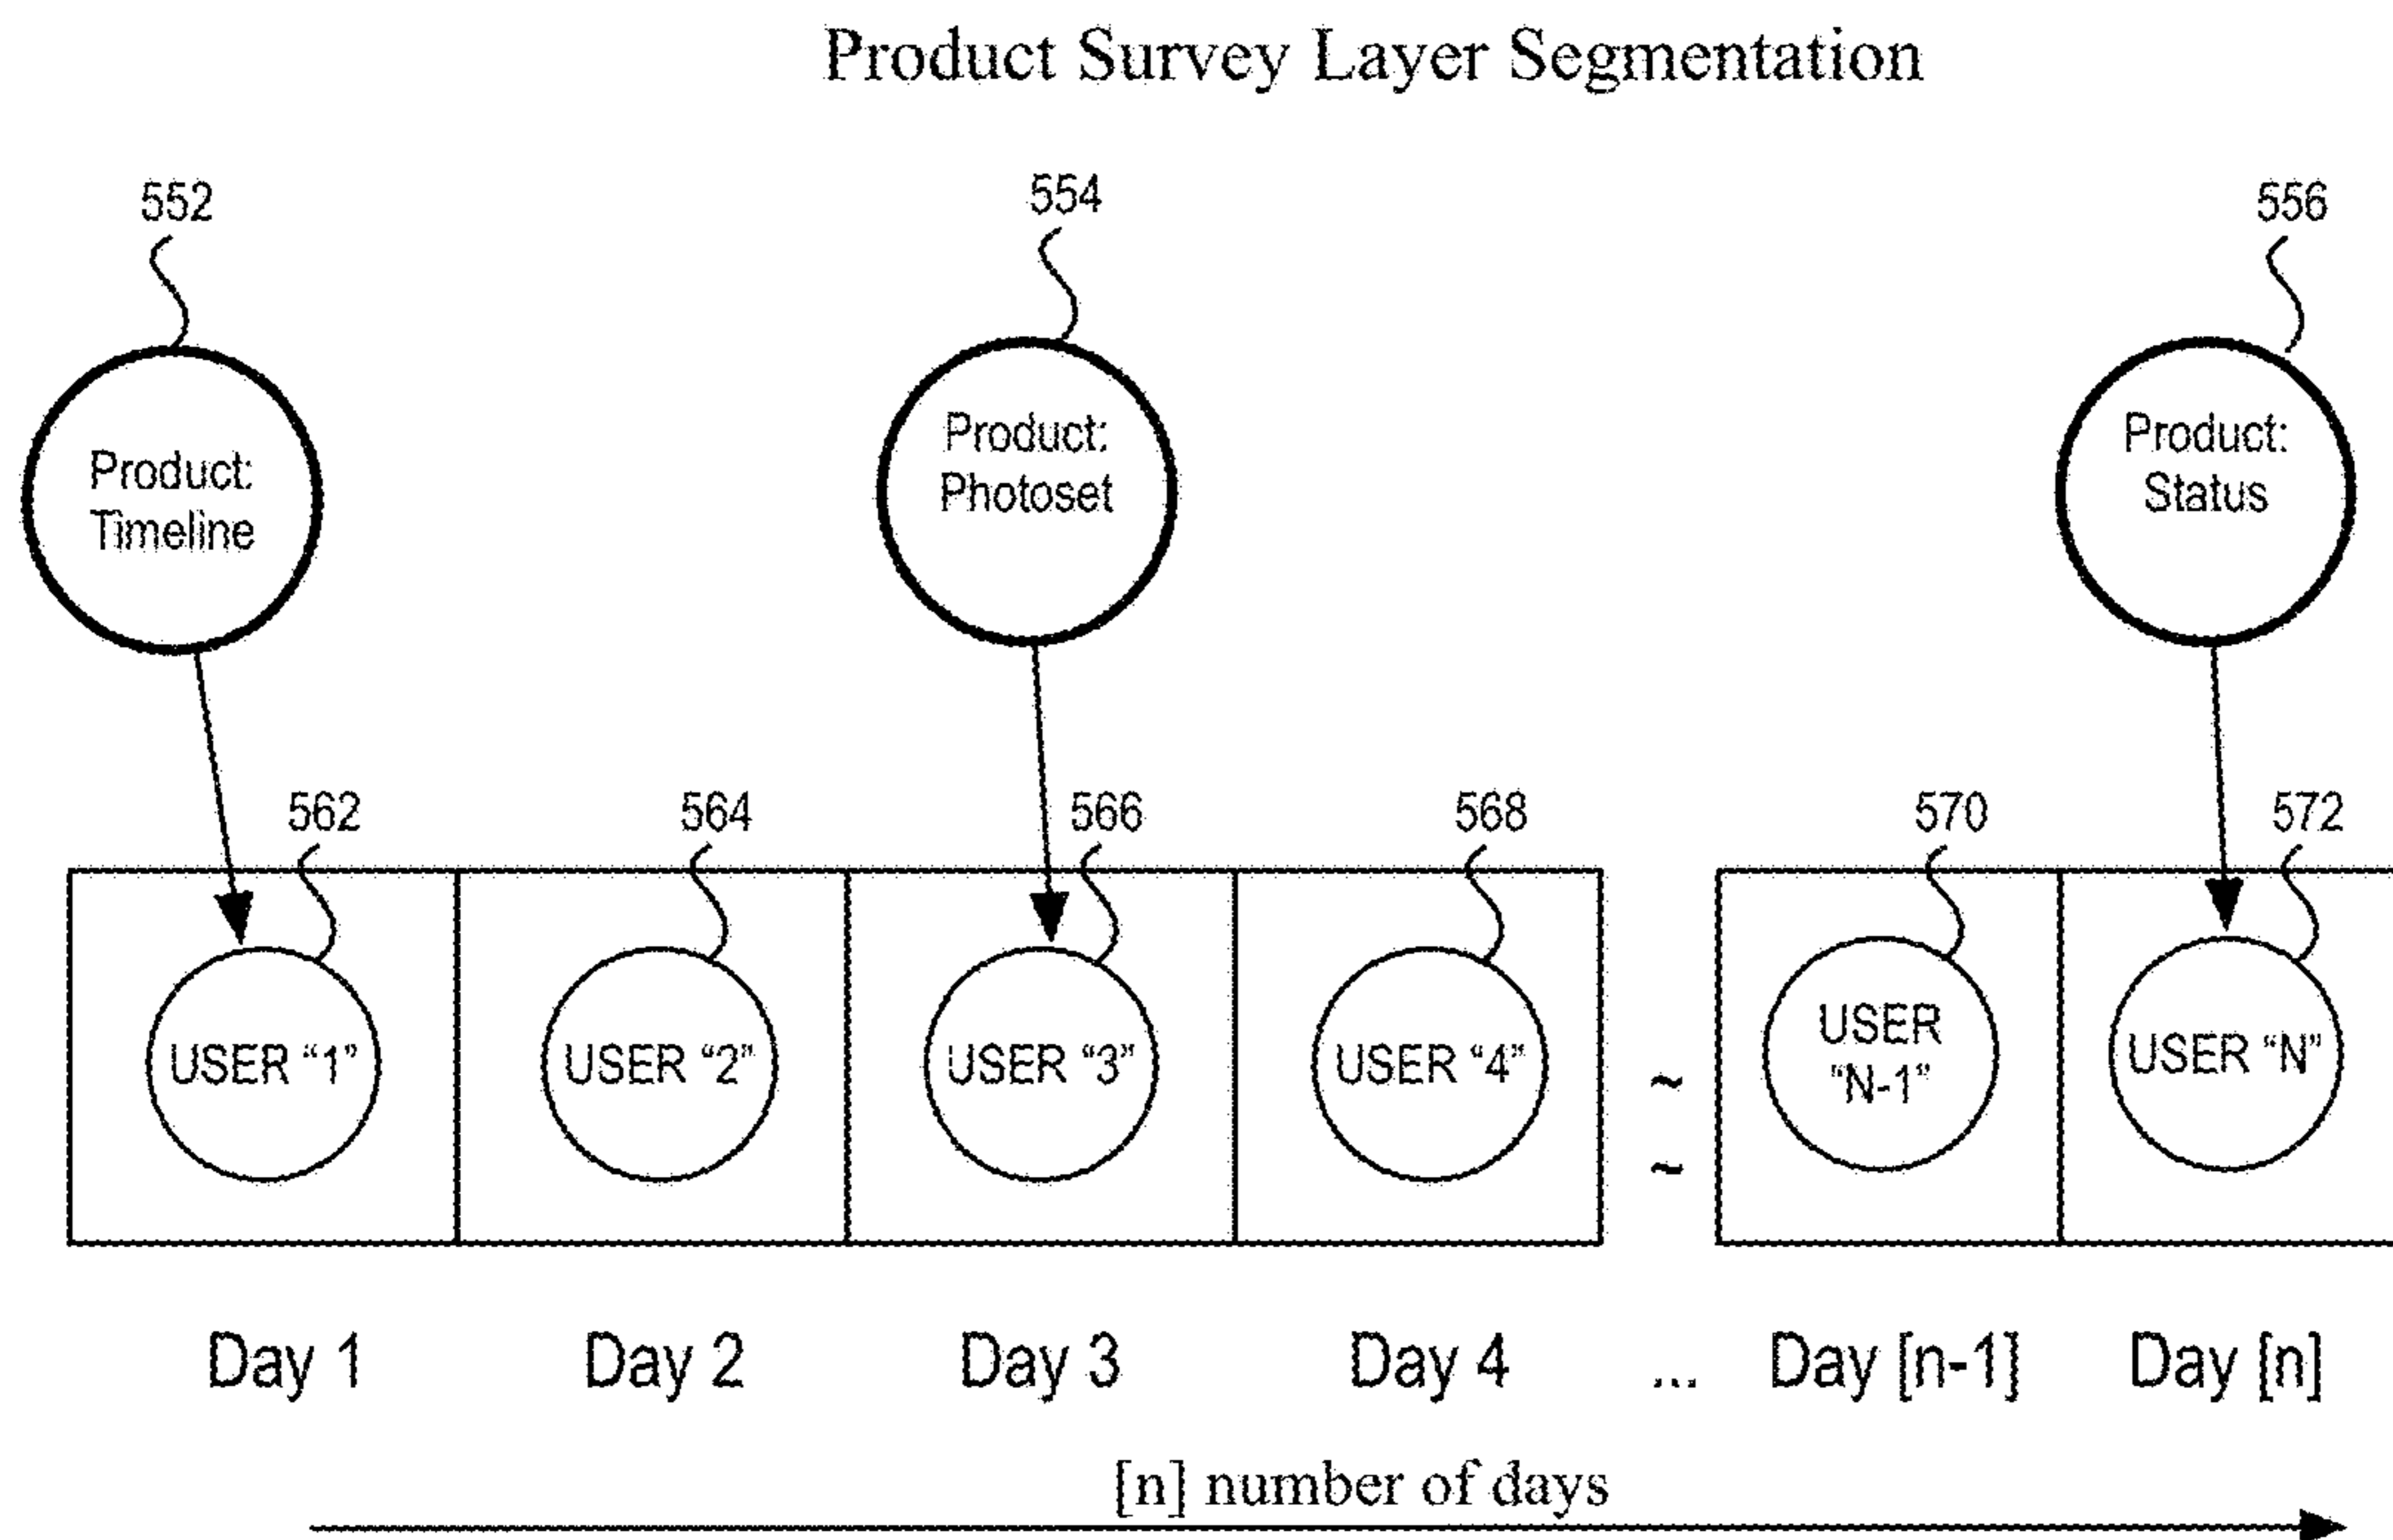 Product Survey Layer Segmentation
552
554
556
Product:
Timeline
Product:
Photoset
Product:
Status
562
564
566
568
570
572
USER “1”
USER “2”
USER “3”
USER “4”
~
~
USER
“N-1”
USER “N”
Day 1
Day 2
Day 3
Day 4
...
Day [n-1]
Day [n]
[n] number of days